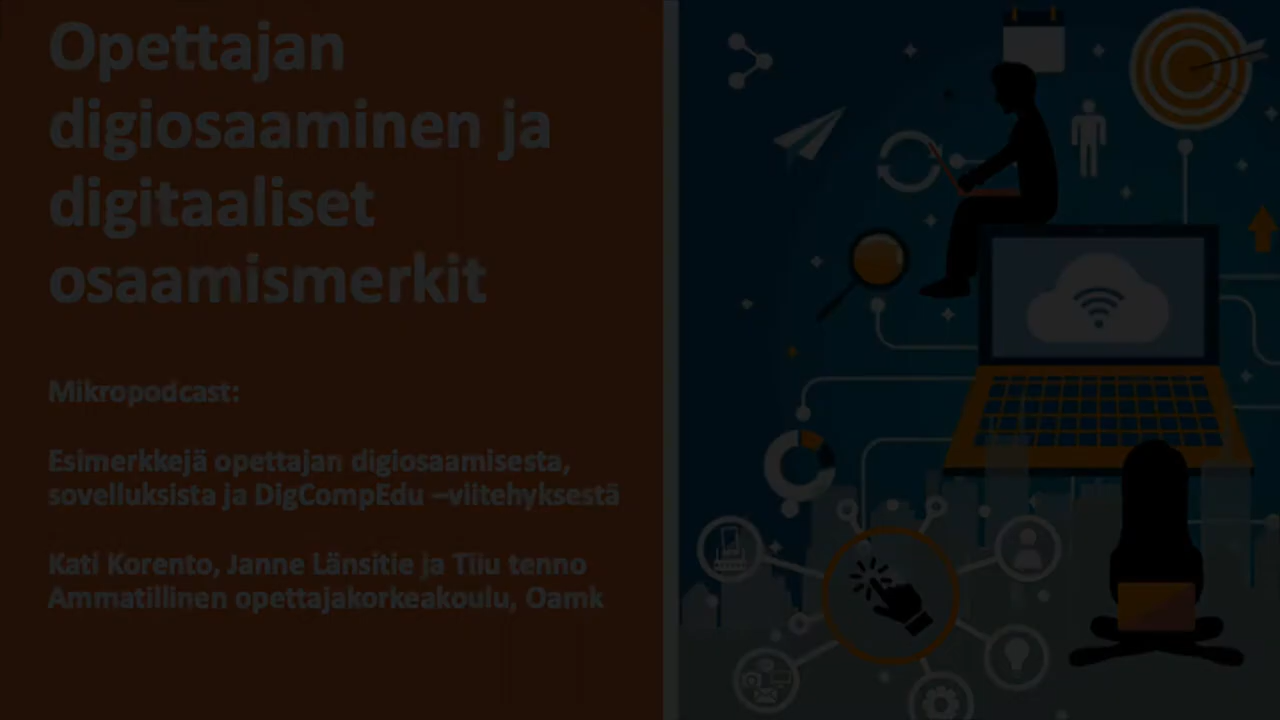 Opettajan
digiosaaminen ja
digitaaliset
osaamismerkit
Mikropodcast:
Esimerkkejä opettajan digiosaamisesta,
sovelluksista ja DigCompEdu –viitehyksestä
Kati Korento, Janne Länsitie ja Tiiu tenno
Ammatillinen opettajakorkeakoulu, Oamk